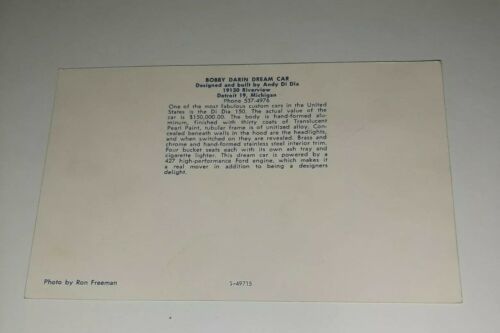 BOBBY DARIN DREAM CAR
Designed and built by Andy Di Dia
19130 Riverview
Detroit 19, Michigan
Phone 537-4976
One of the most fabulous custom cars in the United
States is the Di Dia 150. The actual value of the
car is $150,000.00. The body is hand-formed alu-
minum, finished with thirty coats of Translucent
Pearl Paint, tubular frame is of unitized alloy. Con-
cealed beneath walls in the hood are the headlights,
and when switched on they are revealed. Brass and
chrome and hand-formed stainless steel interior trim.
Four bucket seats each with its own ash tray and
cigarette lighter. This dream car is powered by a
427 high-performance Ford engine, which makes it
a real mover in addition to being a designers
delight.
Photo by Ron Freeman
S-49715